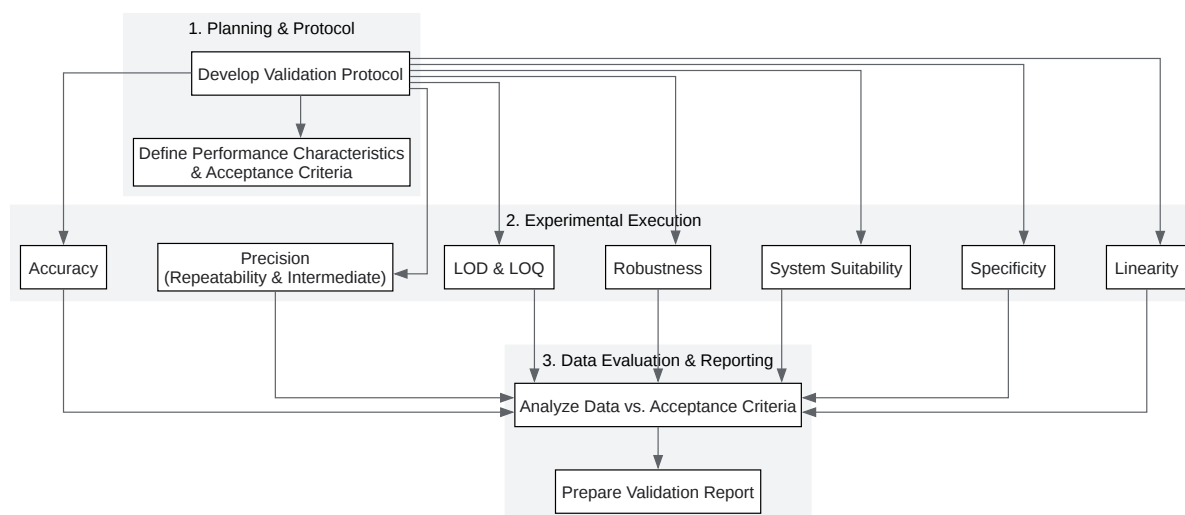 1. Planning & Protocol
Develop Validation Protocol
Define Performance Characteristics
& Acceptance Criteria
2. Experimental Execution
Accuracy
Precision
(Repeatability & Intermediate)
LOD & LOQ
Robustness
System Suitability
Specificity
Linearity
3. Data Evaluation & Reporting
Analyze Data vs. Acceptance Criteria
Prepare Validation Report